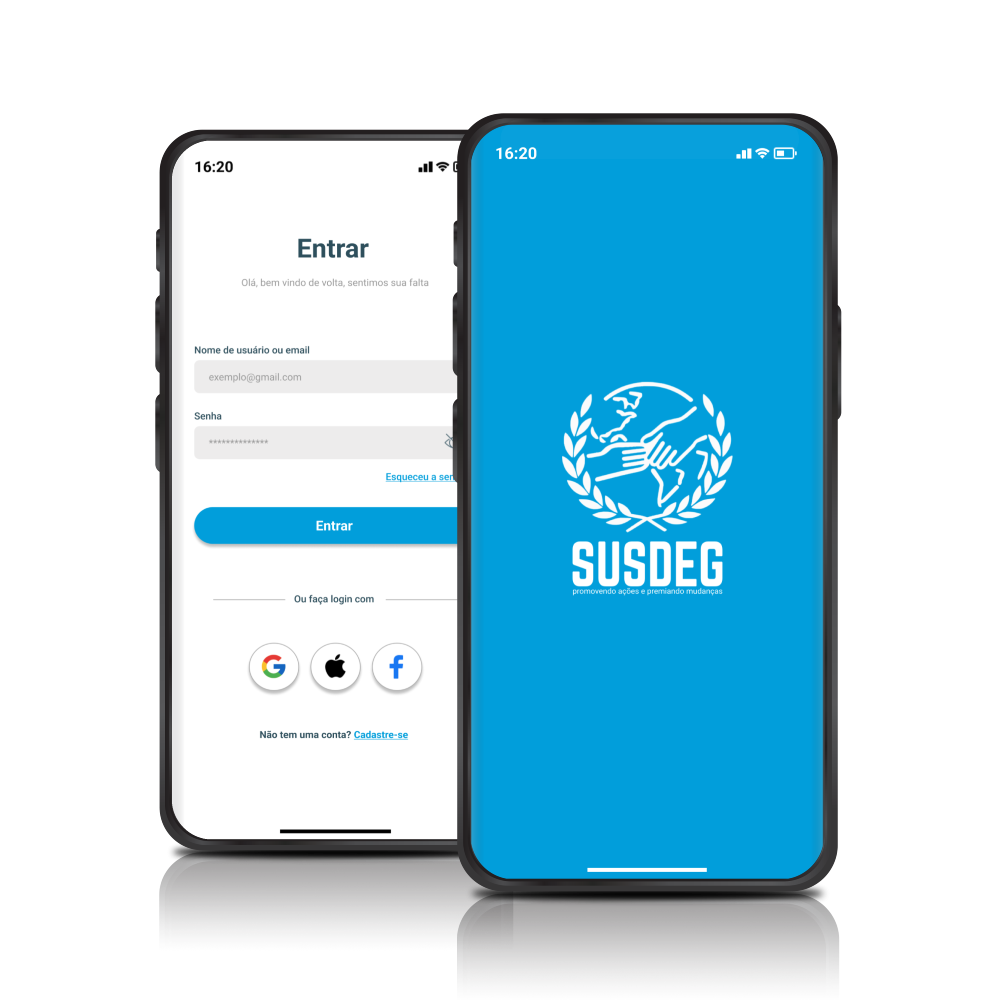 16:20
Entrar
Olá, bem vindo de volta, sentimos sua falta
Nome de usuário ou email
exemplo@gmail.com
Senha
**************
Esqueceu a
Entrar
Ou faça login com
Não tem uma conta? Cadastre-se
16:20
SUSDEG
promovendo ações e premiando mudanças